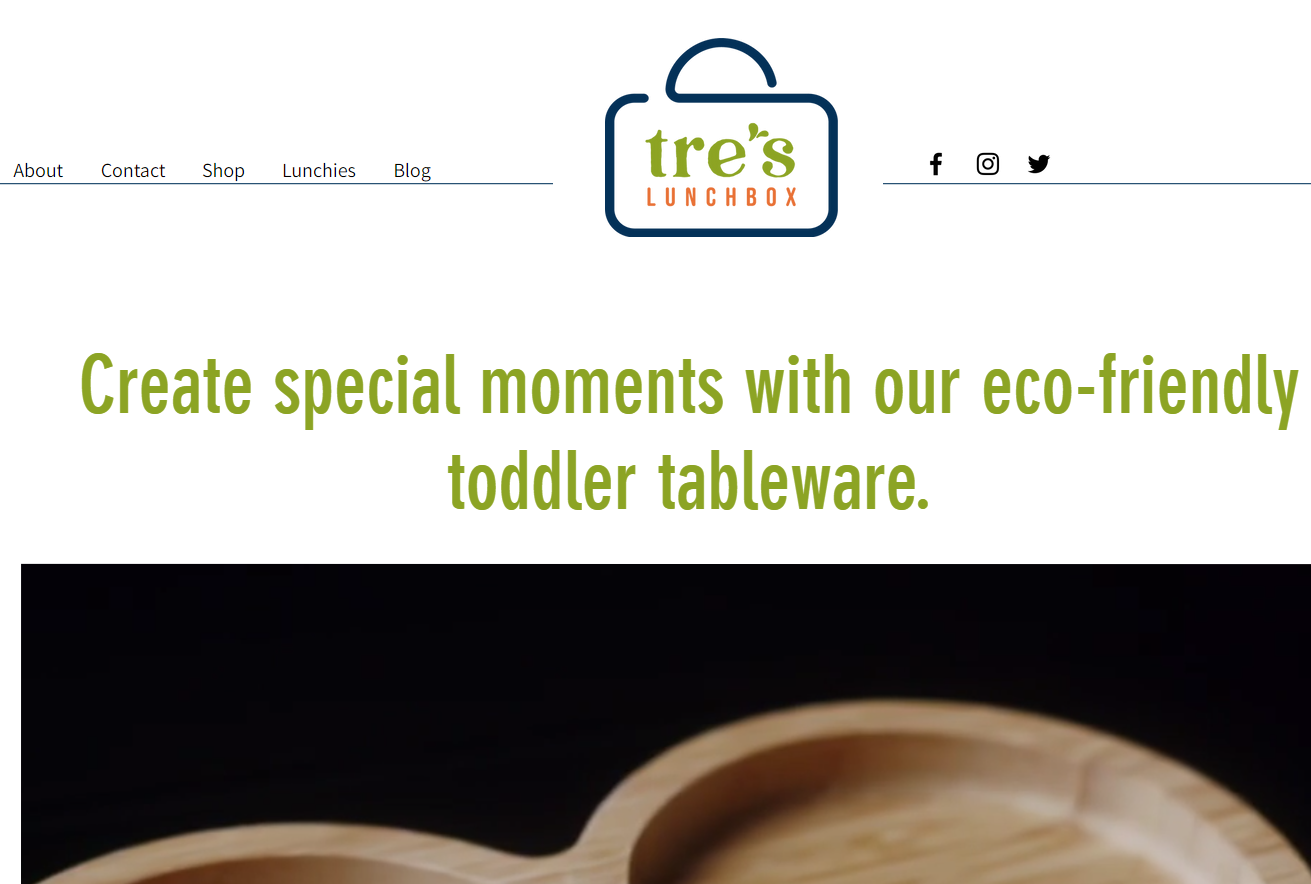 About Contact Shop Lunchies Blog
tre's
LUNCHBOX
Create special moments with our eco-friendly
toddler tableware.